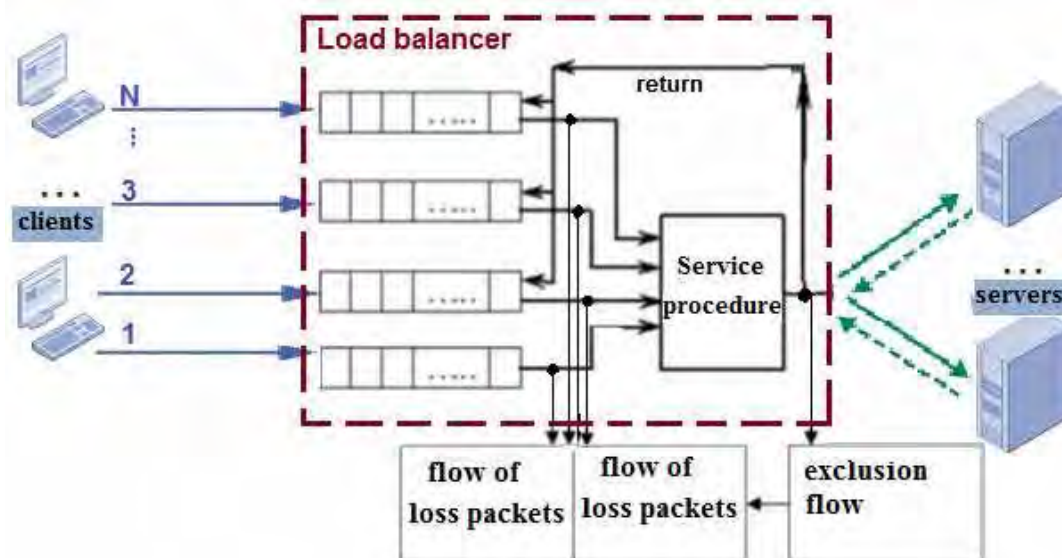 Load balancer
N
return
.....
⋮
...
clients
3
.....
2
.....
1
.....
Service
procedure
...
servers
flow of
loss packets
flow of
loss packets
exclusion
flow